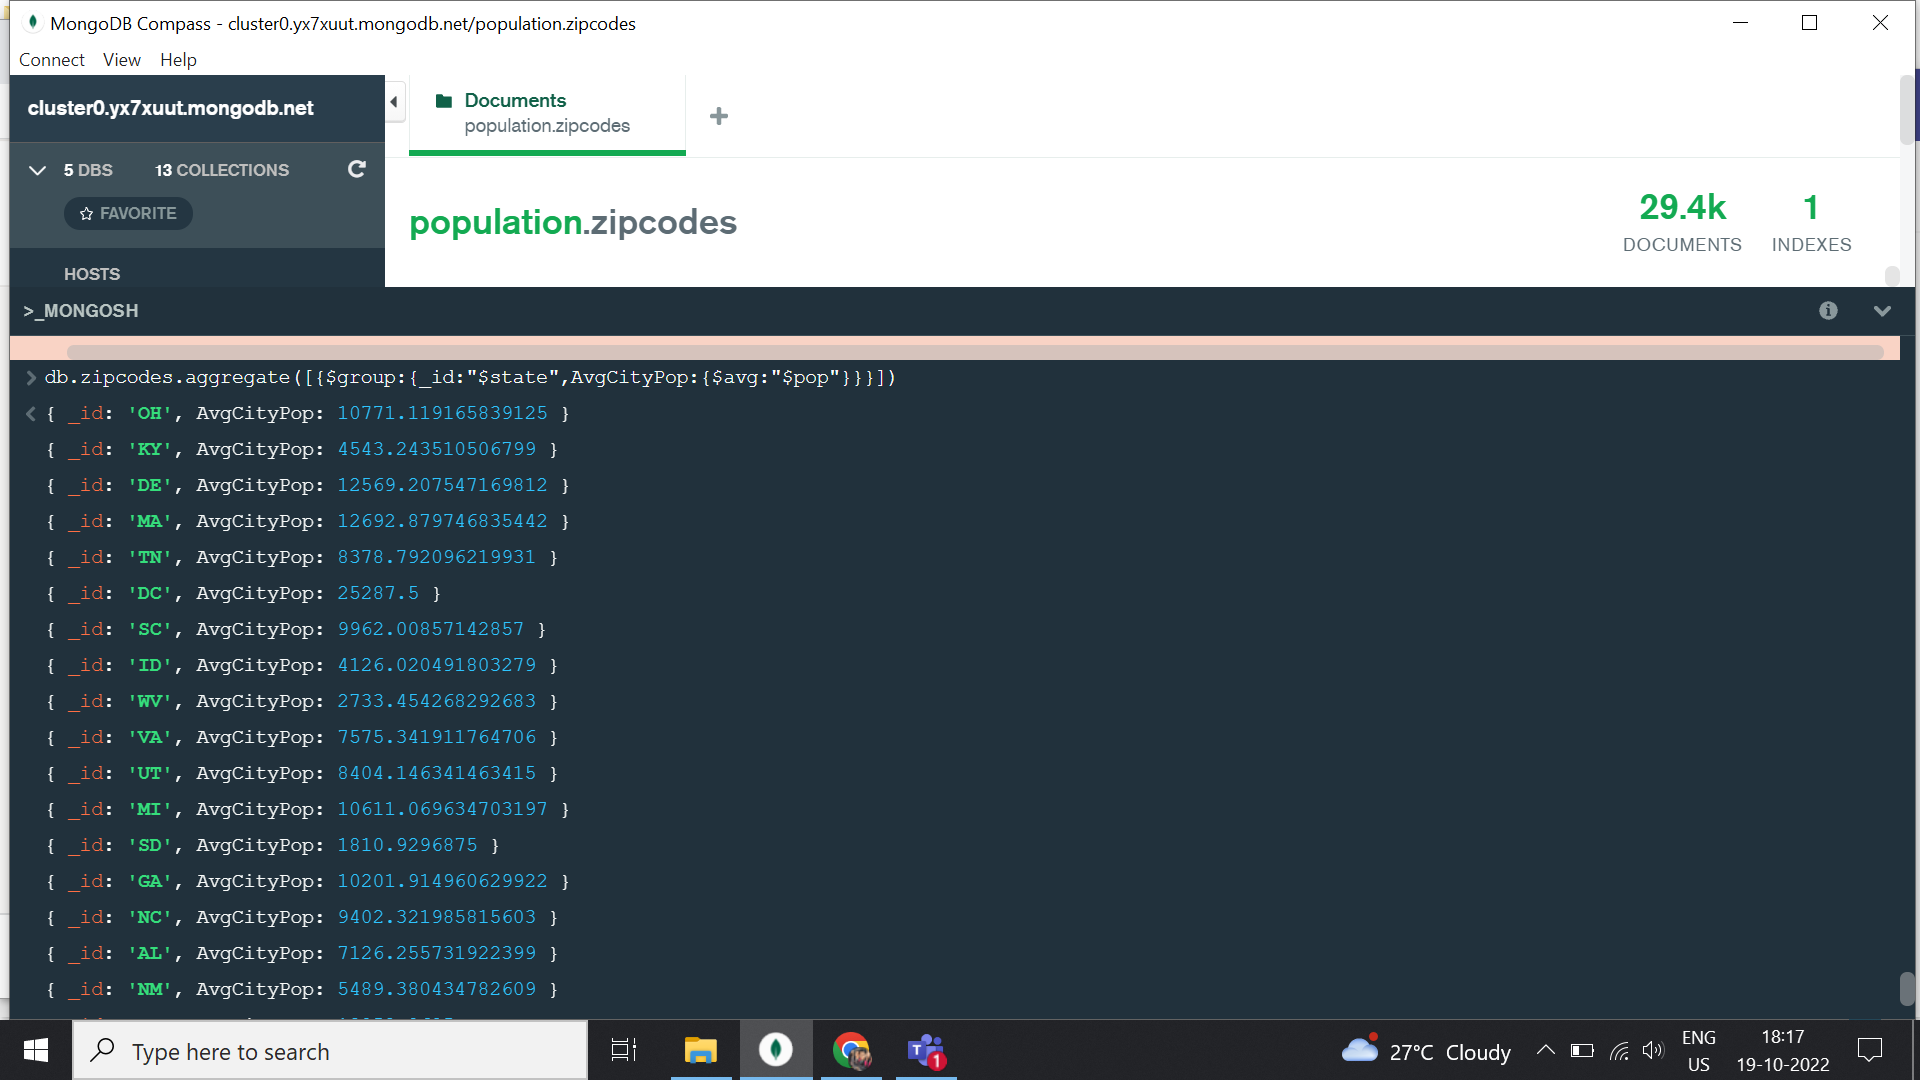 MongoDB Compass - cluster0.yx7xuut.mongodb.net/population.zipcodes
Connect View Help
cluster0.yx7xuut.mongodb.net
Documents
population.zipcodes
5 DBS 13 COLLECTIONS
FAVORITE
HOSTS
population.zipcodes
29.4k
DOCUMENTS
1
INDEXES
>_MONGOSH
db.zipcodes.aggregate([{$group:{_id:"$state",AvgCityPop:{$avg:"$pop"}}}])
{ _id: 'OH', AvgCityPop: 10771.119165839125 }
{ _id: 'KY', AvgCityPop: 4543.243510506799 }
{ _id: 'DE', AvgCityPop: 12569.207547169812 }
{ _id: 'MA', AvgCityPop: 12692.879746835442 }
{ _id: 'TN', AvgCityPop: 8378.792096219931 }
{ _id: 'DC', AvgCityPop: 25287.5 }
{ _id: 'SC', AvgCityPop: 9962.00857142857 }
{ _id: 'ID', AvgCityPop: 4126.020491803279 }
{ _id: 'WV', AvgCityPop: 2733.454268292683 }
{ _id: 'VA', AvgCityPop: 7575.341911764706 }
{ _id: 'UT', AvgCityPop: 8404.146341463415 }
{ _id: 'MI', AvgCityPop: 10611.069634703197 }
{ _id: 'SD', AvgCityPop: 1810.9296875 }
{ _id: 'GA', AvgCityPop: 10201.914960629922 }
{ _id: 'NC', AvgCityPop: 9402.321985815603 }
{ _id: 'AL', AvgCityPop: 7126.255731922399 }
{ _id: 'NM', AvgCityPop: 5489.380434782609 }
Type here to search
T
1
27°C Cloudy
ENG
US
18:17
19-10-2022